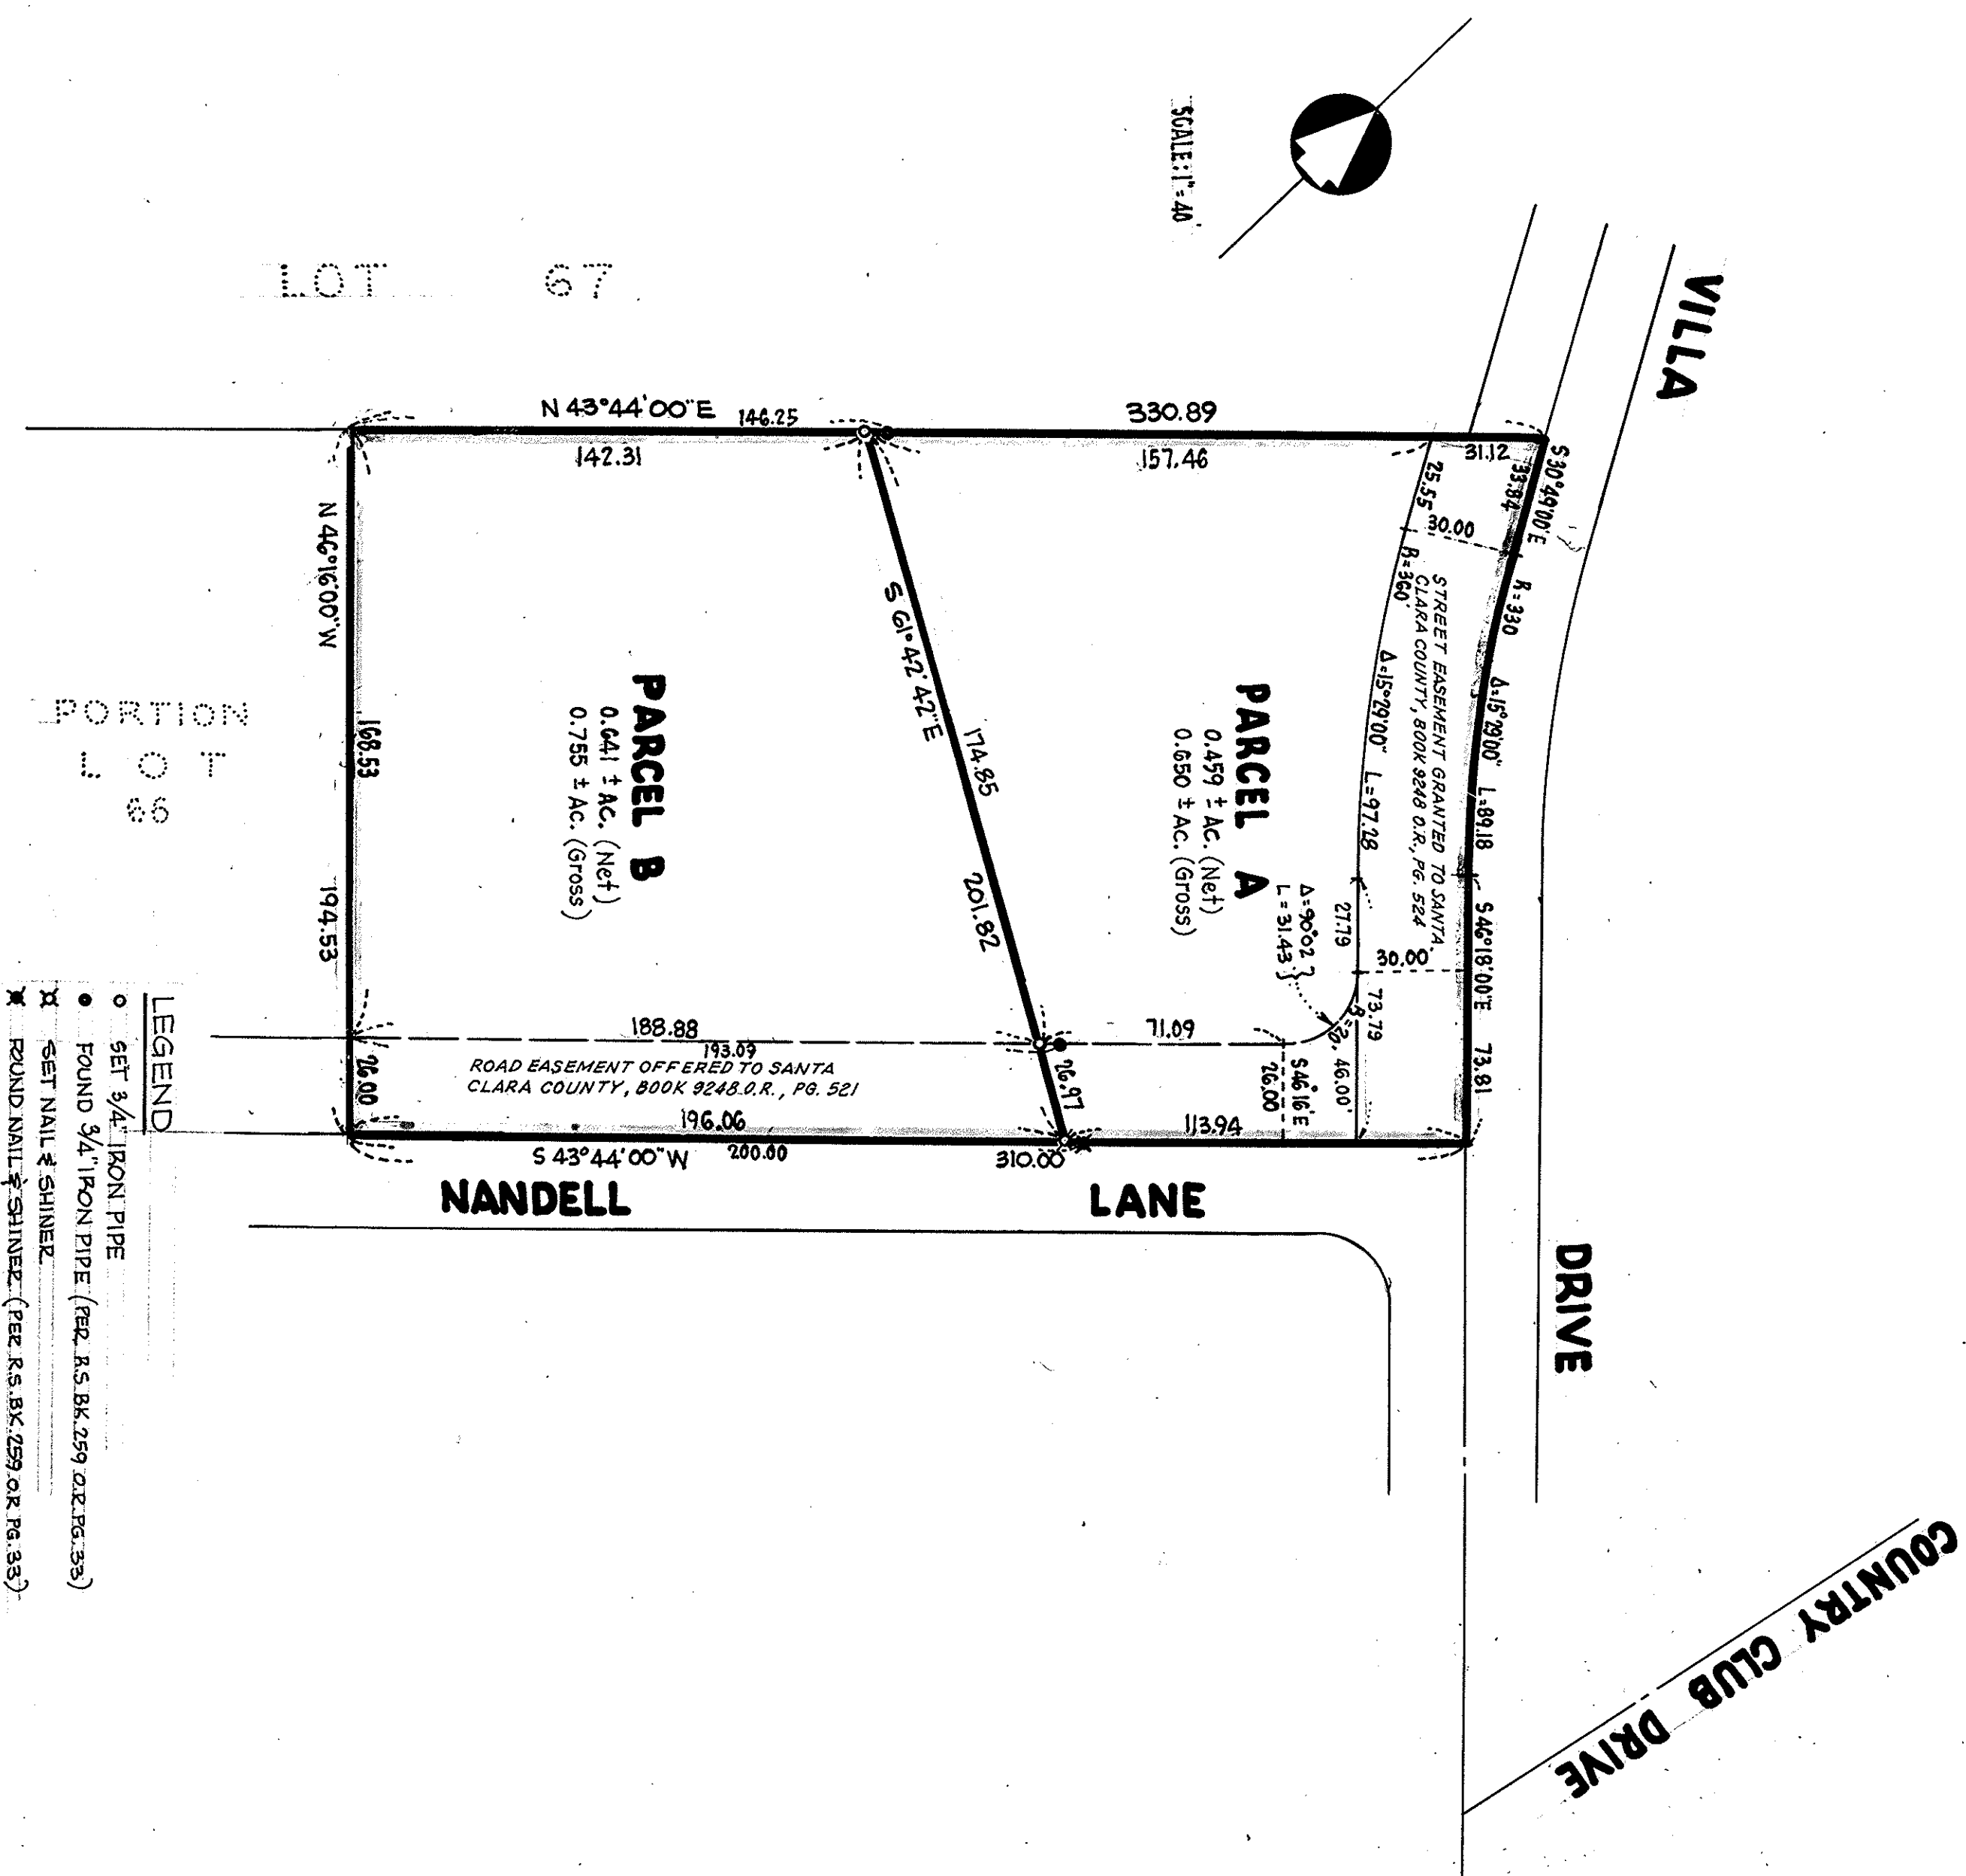 SCALE: 1"= 40'
VILLA
DRIVE
COUNTRY CLUB DRIVE
NANDELL LANE
LOT 67
PORTION
LOT
66
N 43°44'00"E
146.25
330.89
142.31
157.46
31.12
S 30°49'00"E
33.84
25.55
30.00
R=330
Δ=15°29'00"
L=89.18
S 46°18'00"E
73.81
R=360'
Δ=15°29'00"
L=97.28
STREET EASEMENT GRANTED TO SANTA
CLARA COUNTY, BOOK 9248 O.R., PG. 524
27.79
30.00'
73.79
R=20'
46.00'
Δ=90°02'
L=31.43
S46°16'E
26.00
71.09
PARCEL A
0.459 ± AC. (Net)
0.650 ± AC. (Gross)
S 61°42'42"E
174.85
201.82
26.97
PARCEL B
0.641 ± AC. (Net)
0.755 ± AC. (Gross)
N 46°16'00"W
168.53
194.53
26.00
188.88
193.09
ROAD EASEMENT OFFERED TO SANTA
CLARA COUNTY, BOOK 9248 O.R., PG. 521
196.06
113.94
S 43°44'00"W
200.00
310.00
LEGEND
SET 3/4" IRON PIPE
FOUND 3/4" IRON PIPE (PER R.S. BK. 259 O.R. PG. 33)
SET NAIL & SHINER
FOUND NAIL & SHINER (PER R.S. BK. 259 O.R. PG. 33)